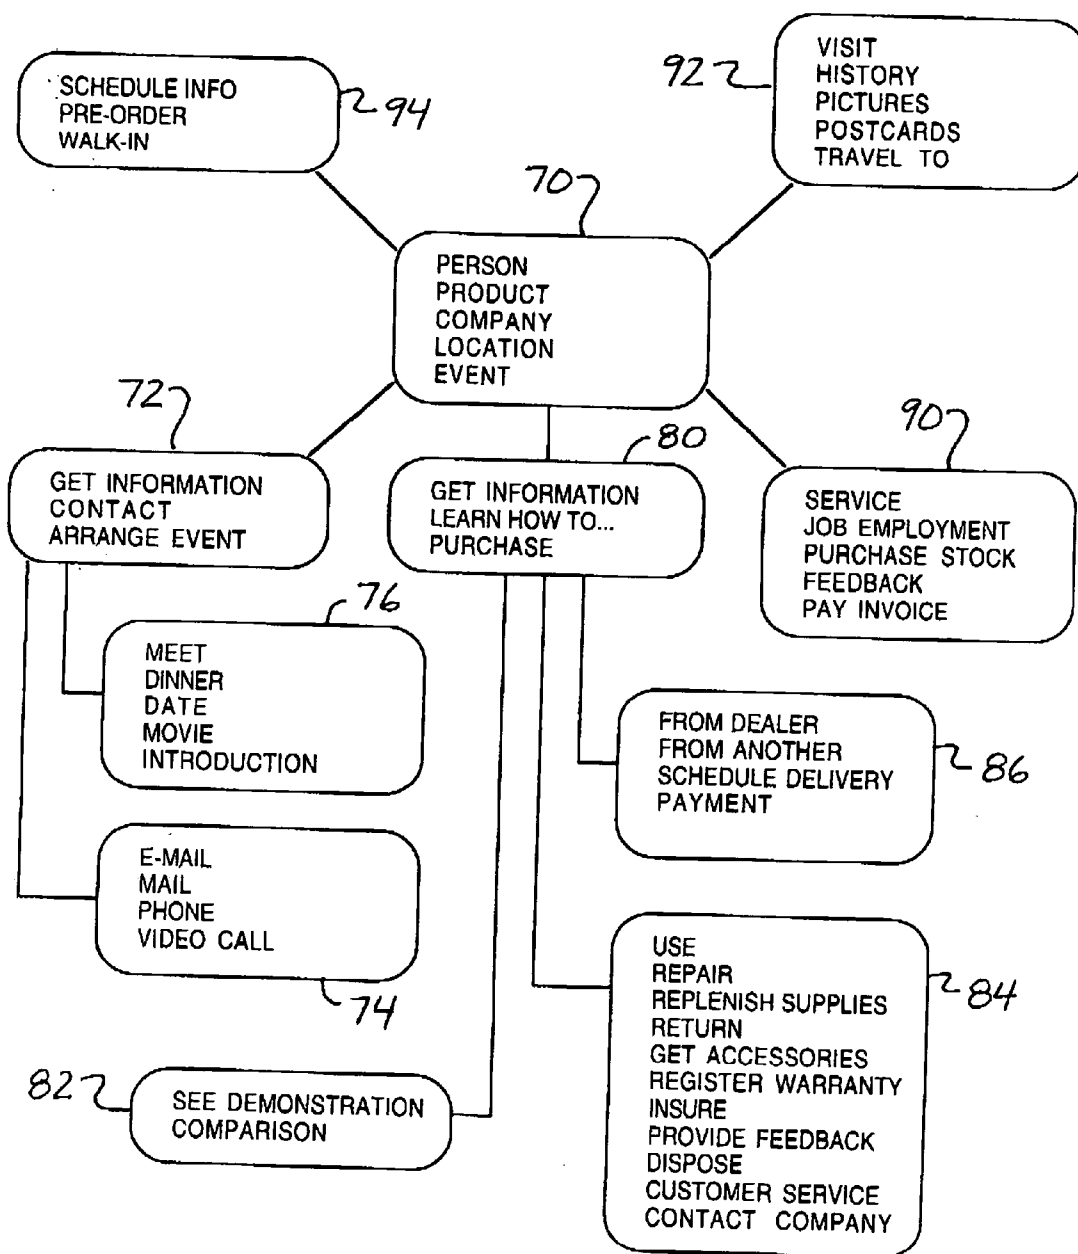 SCHEDULE INFO
PRE-ORDER
WALK-IN
94
92
VISIT
HISTORY
PICTURES
POSTCARDS
TRAVEL TO
70
PERSON
PRODUCT
COMPANY
LOCATION
EVENT
72
GET INFORMATION
CONTACT
ARRANGE EVENT
80
GET INFORMATION
LEARN HOW TO...
PURCHASE
90
SERVICE
JOB EMPLOYMENT
PURCHASE STOCK
FEEDBACK
PAY INVOICE
76
MEET
DINNER
DATE
MOVIE
INTRODUCTION
FROM DEALER
FROM ANOTHER
SCHEDULE DELIVERY
PAYMENT
86
E-MAIL
MAIL
PHONE
VIDEO CALL
74
USE
REPAIR
REPLENISH SUPPLIES
RETURN
GET ACCESSORIES
REGISTER WARRANTY
INSURE
PROVIDE FEEDBACK
DISPOSE
CUSTOMER SERVICE
CONTACT COMPANY
84
82
SEE DEMONSTRATION
COMPARISON